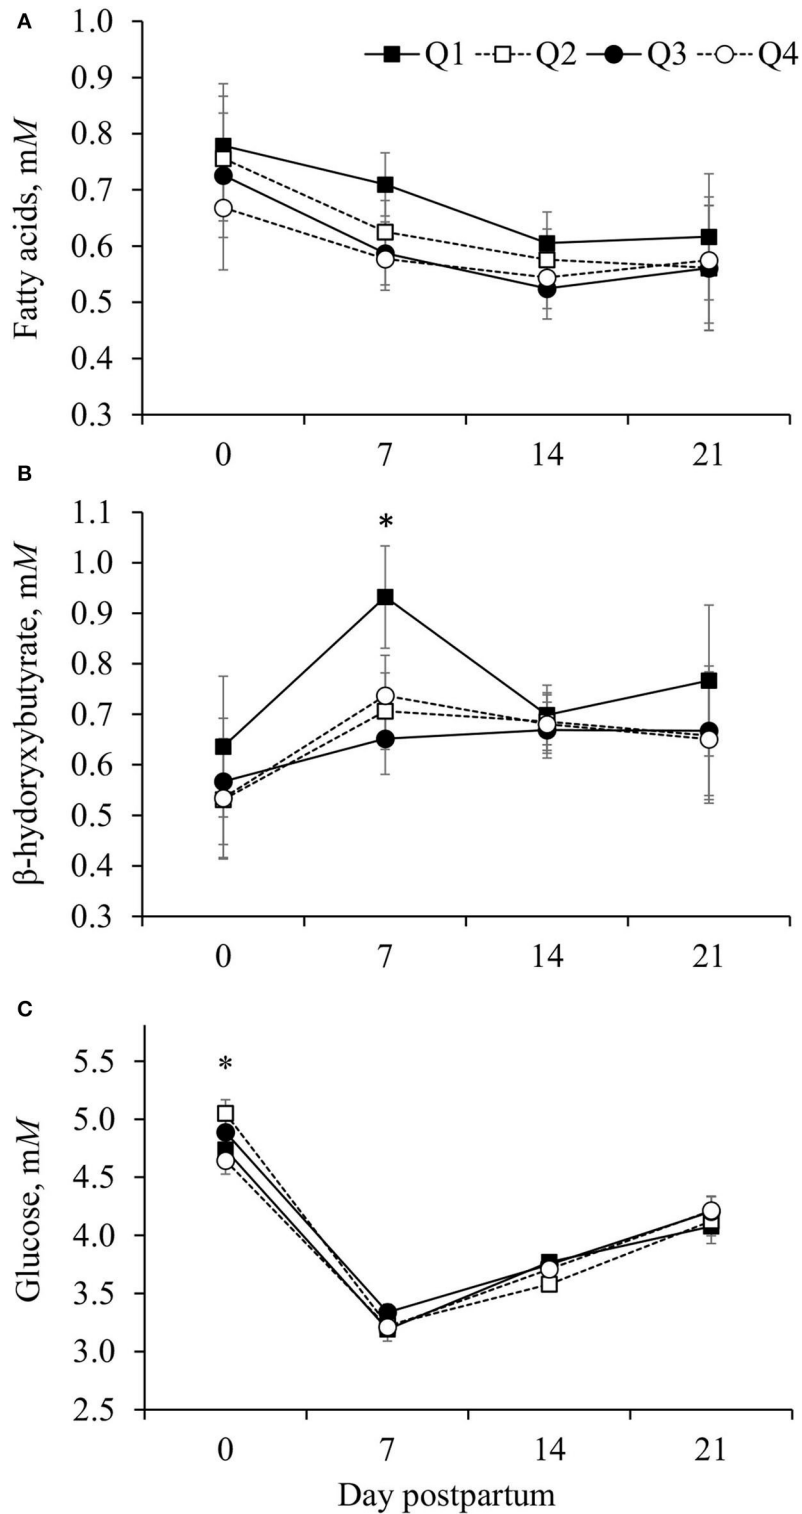 A
Fatty acids, mM
1.0
0.9
0.8
0.7
0.6
0.5
0.4
0.3
Q1 Q2 Q3 Q4
0 7 14 21
B
β-hydoryxybutyrate, mM
1.1
1.0
0.9
0.8
0.7
0.6
0.5
0.4
0.3
*
0 7 14 21
C
Glucose, mM
5.5
5.0
4.5
4.0
3.5
3.0
2.5
*
0 7 14 21
Day postpartum